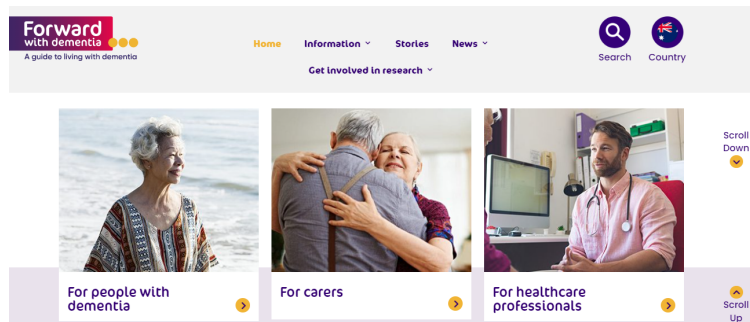 Forward
with dementia
A guide to living with dementia
Home Information Stories News
Get involved in research
Search Country
Scroll
Down
For people with
dementia
For carers
For healthcare
professionals
Scroll
Up